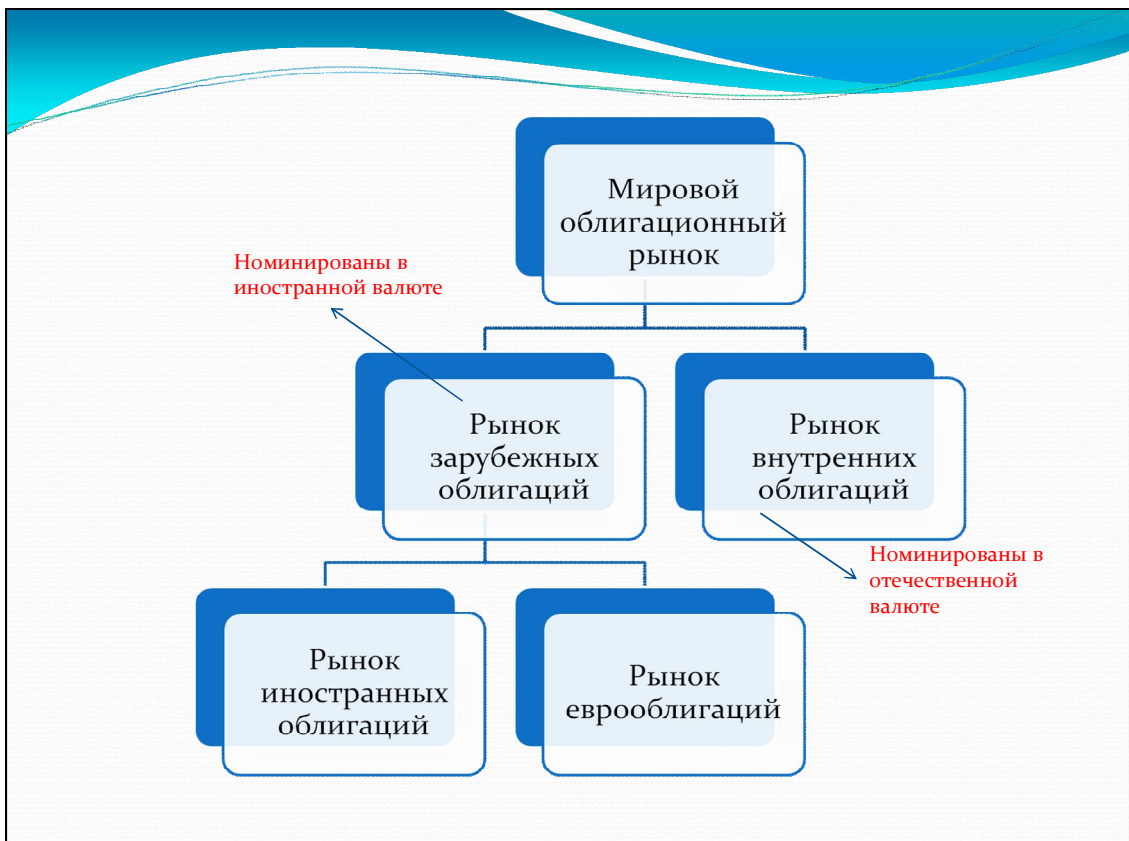 Мировой
облигационный
рынок
Номинированы в
иностранной валюте
Рынок
зарубежных
облигаций
Рынок
внутренних
облигаций
Номинированы в
отечественной
валюте
Рынок
иностранных
облигаций
Рынок
еврооблигаций